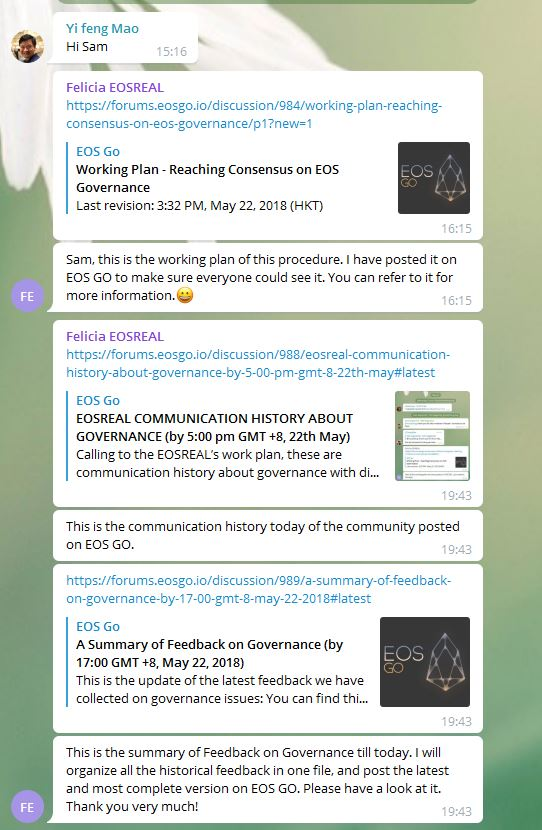 Yi feng Mao
Hi Sam
15:16
Felicia EOSREAL
https://forums.eosgo.io/discussion/984/working-plan-reaching-
consensus-on-eos-governance/p1?new=1
EOS Go
Working Plan - Reaching Consensus on EOS
Governance
Last revision: 3:32 PM, May 22, 2018 (HKT)
EOS
GO
16:15
Sam, this is the working plan of this procedure. I have posted it on
EOS GO to make sure everyone could see it. You can refer to it for
more information.😀
16:15
FE
Felicia EOSREAL
https://forums.eosgo.io/discussion/988/eosreal-communication-
history-about-governance-by-5-00-pm-gmt-8-22th-may#latest
EOS Go
EOSREAL COMMUNICATION HISTORY ABOUT
GOVERNANCE (by 5:00 pm GMT +8, 22th May)
Calling to the EOSREAL’s work plan, these are
communication history about governance with di...
19:43
This is the communication history today of the community posted
on EOS GO.
19:43
https://forums.eosgo.io/discussion/989/a-summary-of-feedback-
on-governance-by-17-00-gmt-8-may-22-2018#latest
EOS Go
A Summary of Feedback on Governance (by
17:00 GMT +8, May 22, 2018)
This is the update of the latest feedback we have
collected on governance issues: You can find thi...
EOS
GO
19:43
This is the summary of Feedback on Governance till today. I will
organize all the historical feedback in one file, and post the latest
and most complete version on EOS GO. Please have a look at it.
Thank you very much!
19:43
FE